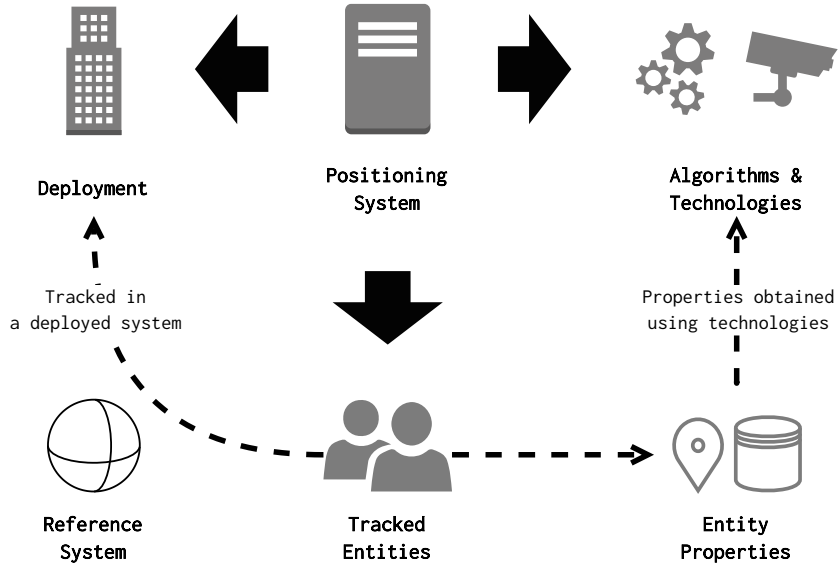 Deployment
Positioning
System
Algorithms &
Technologies
Tracked in
a deployed system
Properties obtained
using technologies
Reference
System
Tracked
Entities
Entity
Properties